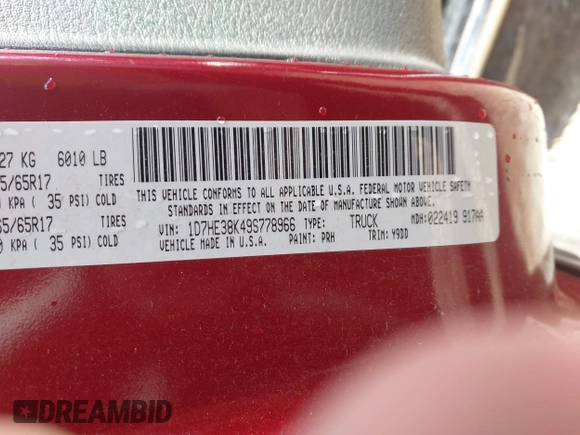 27 KG 6010 LB
5/65R17 TIRES
KPA ( 35 PSI) COLD
65/65R17 TIRES
0 KPA ( 35 PSI) COLD
THIS VEHICLE CONFORMS TO ALL APPLICABLE U.S.A. FEDERAL MOTOR VEHICLE SAFETY
STANDARDS IN EFFECT ON THE DATE OF MANUFACTURE SHOWN ABOVE.
VIN: 1D7HE38K49S778966 TYPE: TRUCK MDH: 022419 917AA
VEHICLE MADE IN U.S.A. PAINT: PRH TRIM: Y9DD
DREAMBID